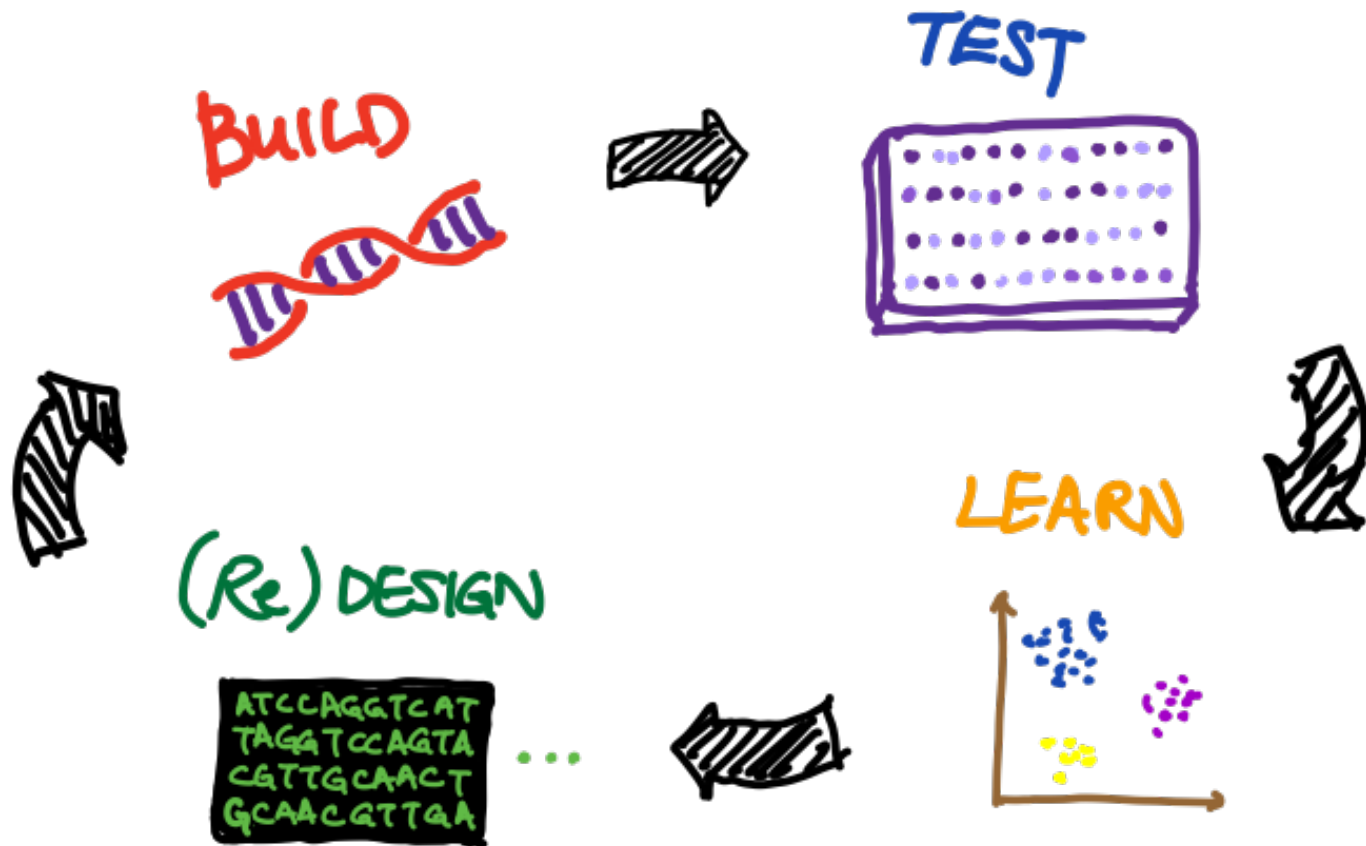 TEST
BUILD
LEARN
(Re) DESIGN
ATCCAGGTCAT
TAGGTCCAGTA
CGTTGCAACT
GCAACGTTGA
...